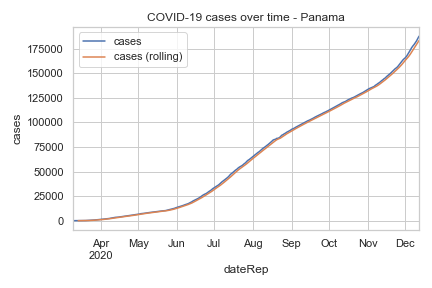 COVID-19 cases over time - Panama
cases
cases (rolling)
175000
150000
125000
100000
75000
50000
25000
0
cases
Apr May Jun Jul Aug Sep Oct Nov Dec
2020
dateRep